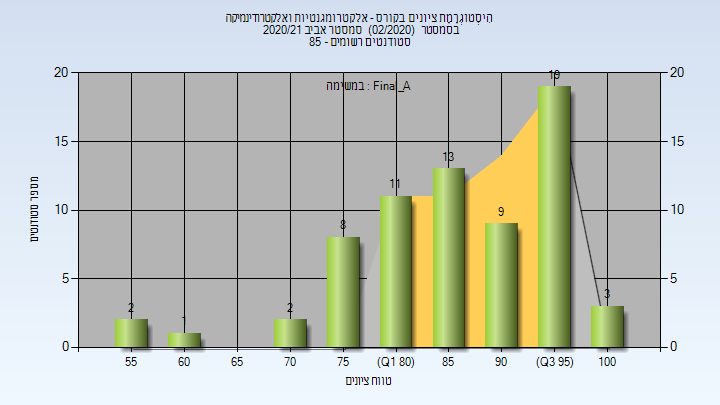 היסטוגרמת ציונים בקורס - אלקטרומגנטיות ואלקטרודינמיקה
בסמסטר (02/2020) סמסטר אביב 2020/21
סטודנטים רשומים - 85
במשימה : Final_A
20 15 10 5 0
מספר סטודנטים
20 15 10 5 0
2 1 2 8 11 13 9 19 3
55 60 65 70 75 (Q1 80) 85 90 (Q3 95) 100
טווח ציונים